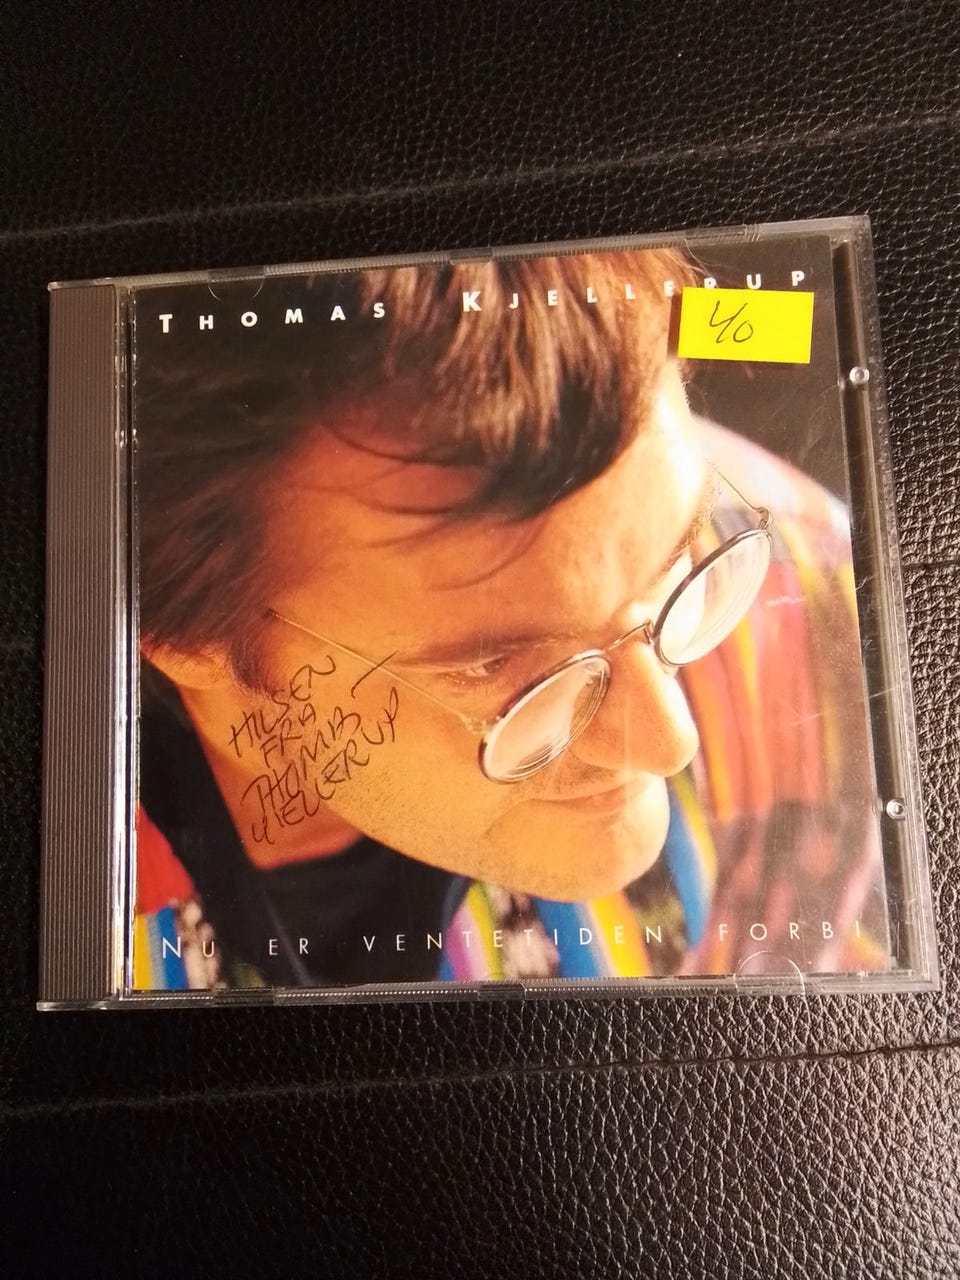 THOMAS KJELLERUP
40
HILSEN
FRA
THOMAS
KJELLERUP
NU ER VENTETIDEN FORBI